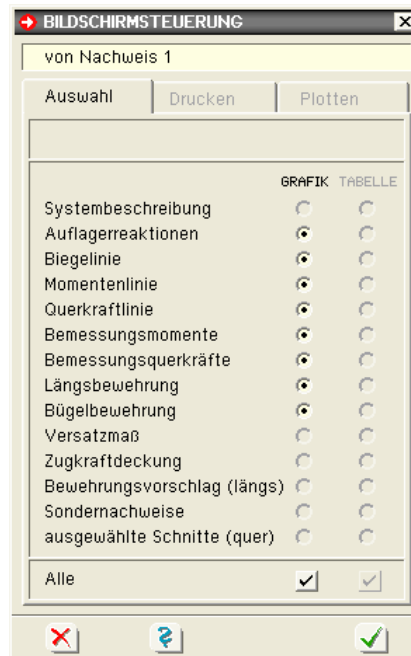 BILDSCHIRMSTEUERUNG
von Nachweis 1
Auswahl Drucken Plotten
GRAFIK TABELLE
Systembeschreibung
Auflagerreaktionen
Biegelinie
Momentenlinie
Querkraftlinie
Bemessungsmomente
Bemessungsquerkräfte
Längsbewehrung
Bügelbewehrung
Versatzmaß
Zugkraftdeckung
Bewehrungsvorschlag (längs)
Sondernachweise
ausgewählte Schnitte (quer)
Alle